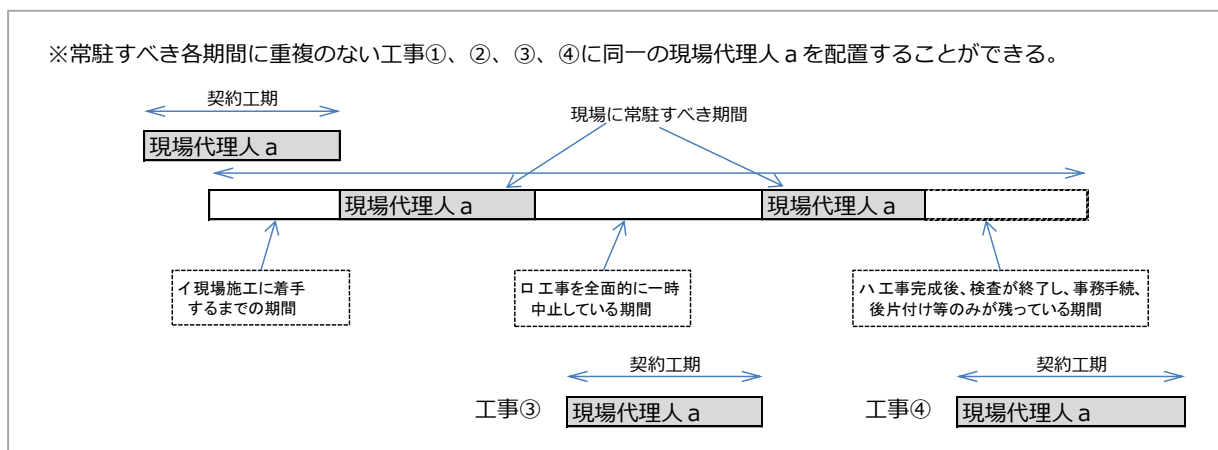 ※常駐すべき各期間に重複のない工事①、②、③、④に同一の現場代理人ａを配置することができる。
契約工期
現場に常駐すべき期間
現場代理人ａ
現場代理人ａ
現場代理人ａ
イ現場施工に着手
するまでの期間
ロ 工事を全面的に一時
中止している期間
ハ 工事完成後、検査が終了し、事務手続、
後片付け等のみが残っている期間
契約工期
契約工期
工事③
現場代理人ａ
工事④
現場代理人ａ